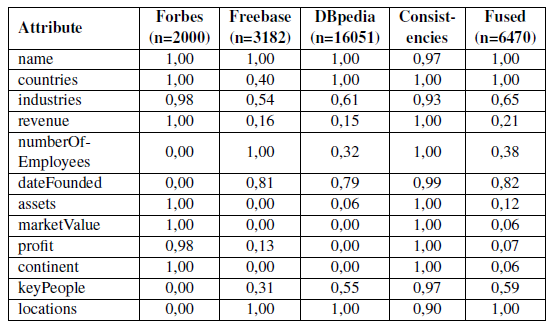 Attribute Forbes (n=2000) Freebase (n=3182) DBpedia (n=16051) Consist-encies Fused (n=6470)
name 1,00 1,00 1,00 0,97 1,00
countries 1,00 0,40 1,00 1,00 1,00
industries 0,98 0,54 0,61 0,93 0,65
revenue 1,00 0,16 0,15 1,00 0,21
numberOf-Employees 0,00 1,00 0,32 1,00 0,38
dateFounded 0,00 0,81 0,79 0,99 0,82
assets 1,00 0,00 0,06 1,00 0,12
marketValue 1,00 0,00 0,00 1,00 0,06
profit 0,98 0,13 0,00 1,00 0,07
continent 1,00 0,00 0,00 1,00 0,06
keyPeople 0,00 0,31 0,55 0,97 0,59
locations 0,00 1,00 1,00 0,90 1,00